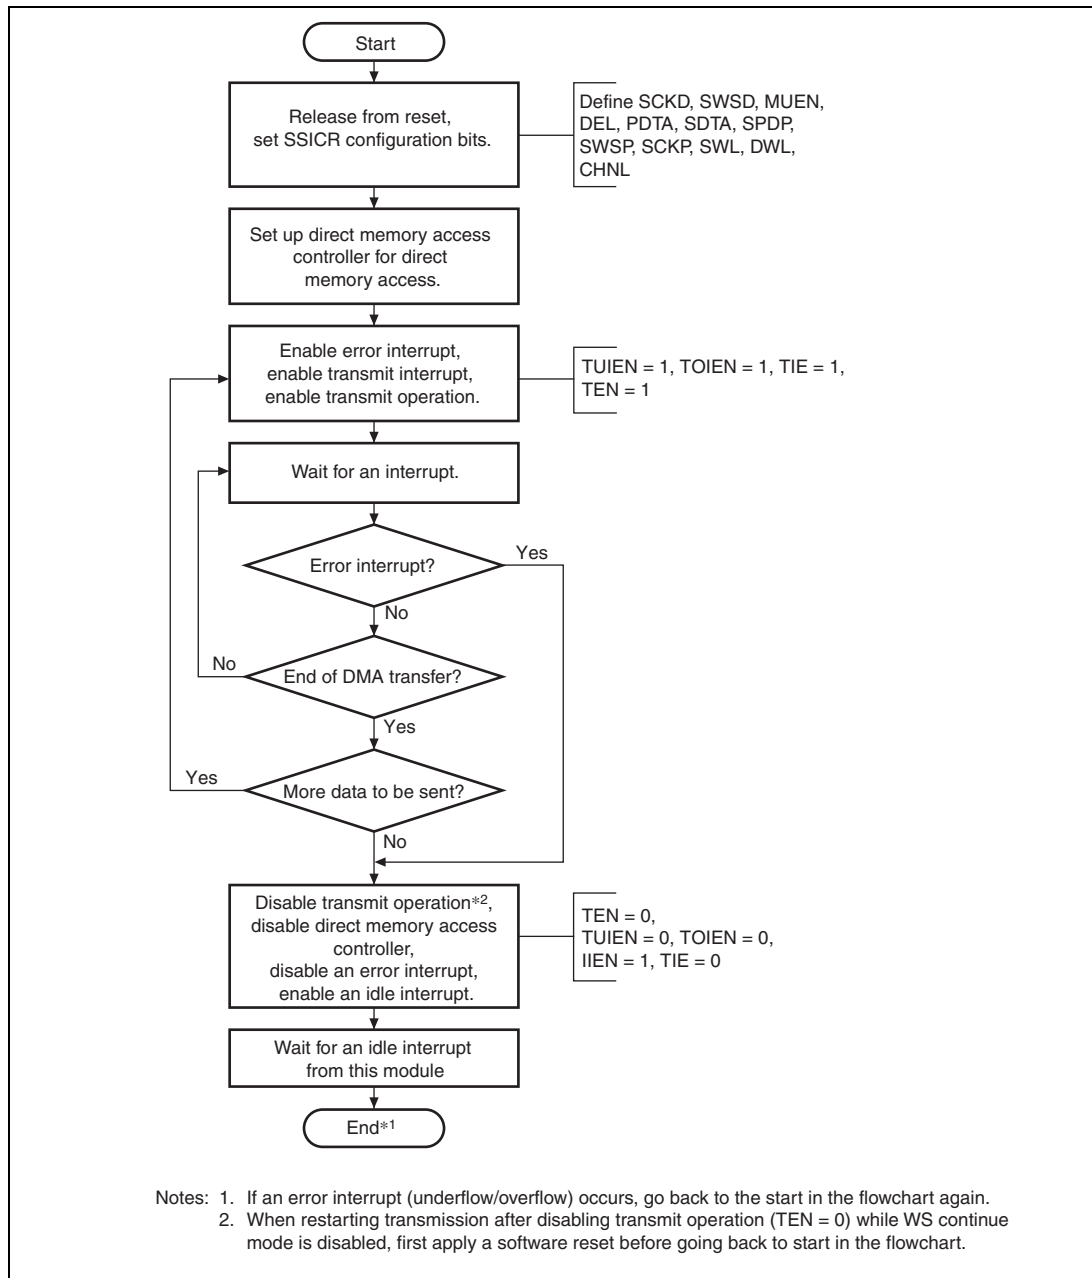 Start
Release from reset,
set SSICR configuration bits.
Define SCKD, SWSD, MUEN,
DEL, PDTA, SDTA, SPDP,
SWSP, SCKP, SWL, DWL,
CHNL
Set up direct memory access
controller for direct
memory access.
Enable error interrupt,
enable transmit interrupt,
enable transmit operation.
TUIEN = 1, TOIEN = 1, TIE = 1,
TEN = 1
Wait for an interrupt.
Error interrupt?
Yes
No
End of DMA transfer?
No
Yes
More data to be sent?
Yes
No
Disable transmit operation*2,
disable direct memory access
controller,
disable an error interrupt,
enable an idle interrupt.
TEN = 0,
TUIEN = 0, TOIEN = 0,
IIEN = 1, TIE = 0
Wait for an idle interrupt
from this module
End*1
Notes: 1. If an error interrupt (underflow/overflow) occurs, go back to the start in the flowchart again.
2. When restarting transmission after disabling transmit operation (TEN = 0) while WS continue
mode is disabled, first apply a software reset before going back to start in the flowchart.